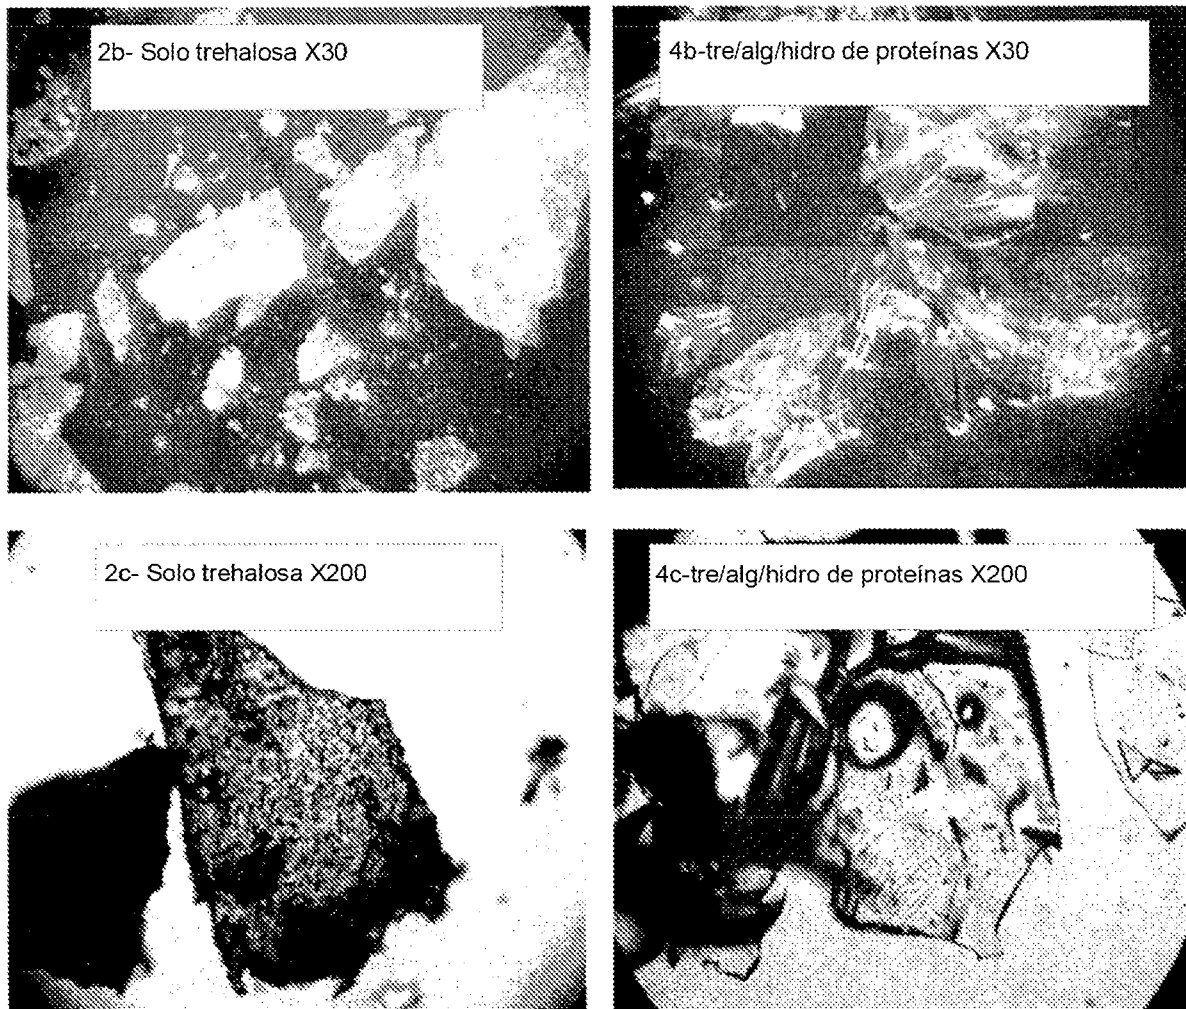 2b- Solo trehalosa X30
4b-tre/alg/hidro de proteínas X30
2c- Solo trehalosa X200
4c-tre/alg/hidro de proteínas X200